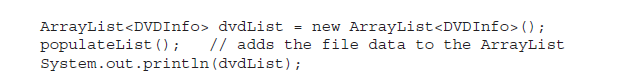 ArrayList<DVDInfo> dvdList = new ArrayList<DVDInfo>();
populateList();   // adds the file data to the ArrayList
System.out.println(dvdList);